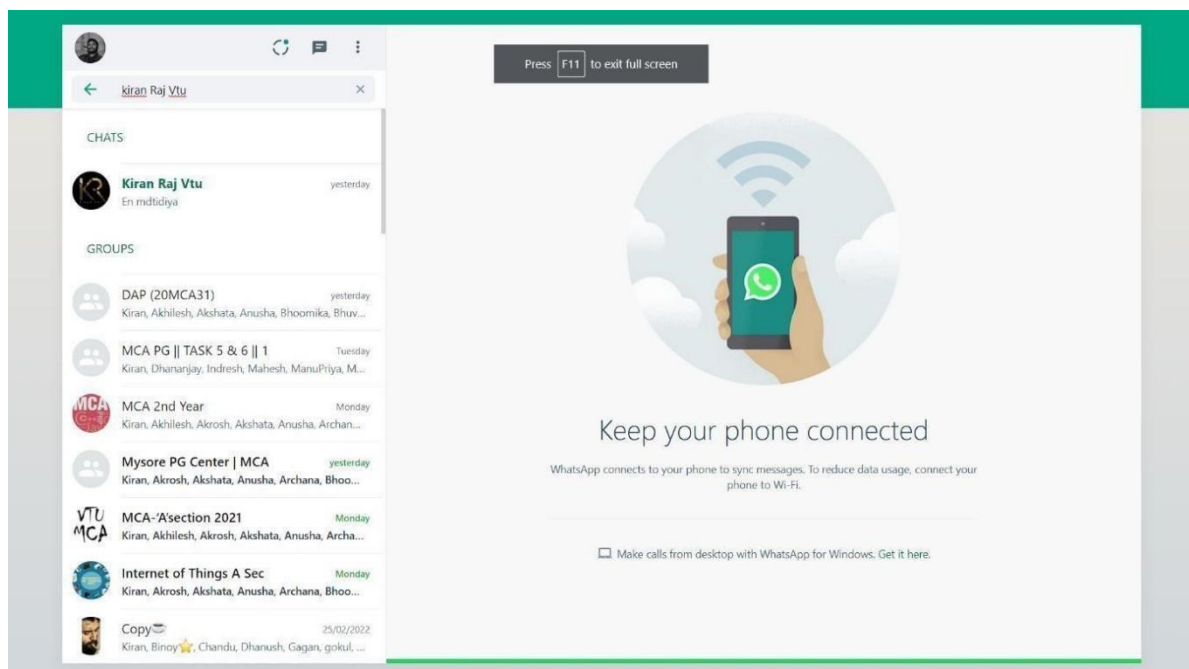 Press F11 to exit full screen
kiran Raj Vtu
CHATS
Kiran Raj Vtu yesterday
En mdtidiya
GROUPS
DAP (20MCA31) yesterday
Kiran, Akhilesh, Akshata, Anusha, Bhoomika, Bhuv...
MCA PG || TASK 5 & 6 || 1 Tuesday
Kiran, Dhananjay, Indresh, Mahesh, ManuPriya, M...
MCA
MCA 2nd Year Monday
Kiran, Akhilesh, Akrosh, Akshata, Anusha, Archan...
Mysore PG Center | MCA yesterday
Kiran, Akrosh, Akshata, Anusha, Archana, Bhoo...
VTU
MCA
MCA-'A'section 2021 Monday
Kiran, Akhilesh, Akrosh, Akshata, Anusha, Archa...
Internet of Things A Sec Monday
Kiran, Akrosh, Akshata, Anusha, Archana, Bhoo...
Copy☕ 25/02/2022
Kiran, Binoy⭐, Chandu, Dhanush, Gagan, gokul, ...
Keep your phone connected
WhatsApp connects to your phone to sync messages. To reduce data usage, connect your
phone to Wi-Fi.
Make calls from desktop with WhatsApp for Windows. Get it here.